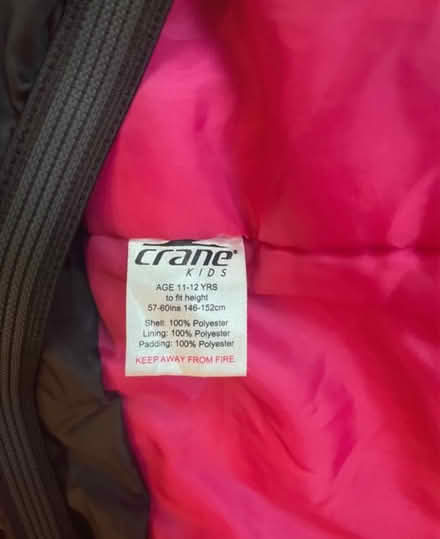 crane®
KIDS
AGE 11-12 YRS
to fit height
57-60ins 146-152cm
Shell: 100% Polyester
Lining: 100% Polyester
Padding: 100% Polyester
KEEP AWAY FROM FIRE